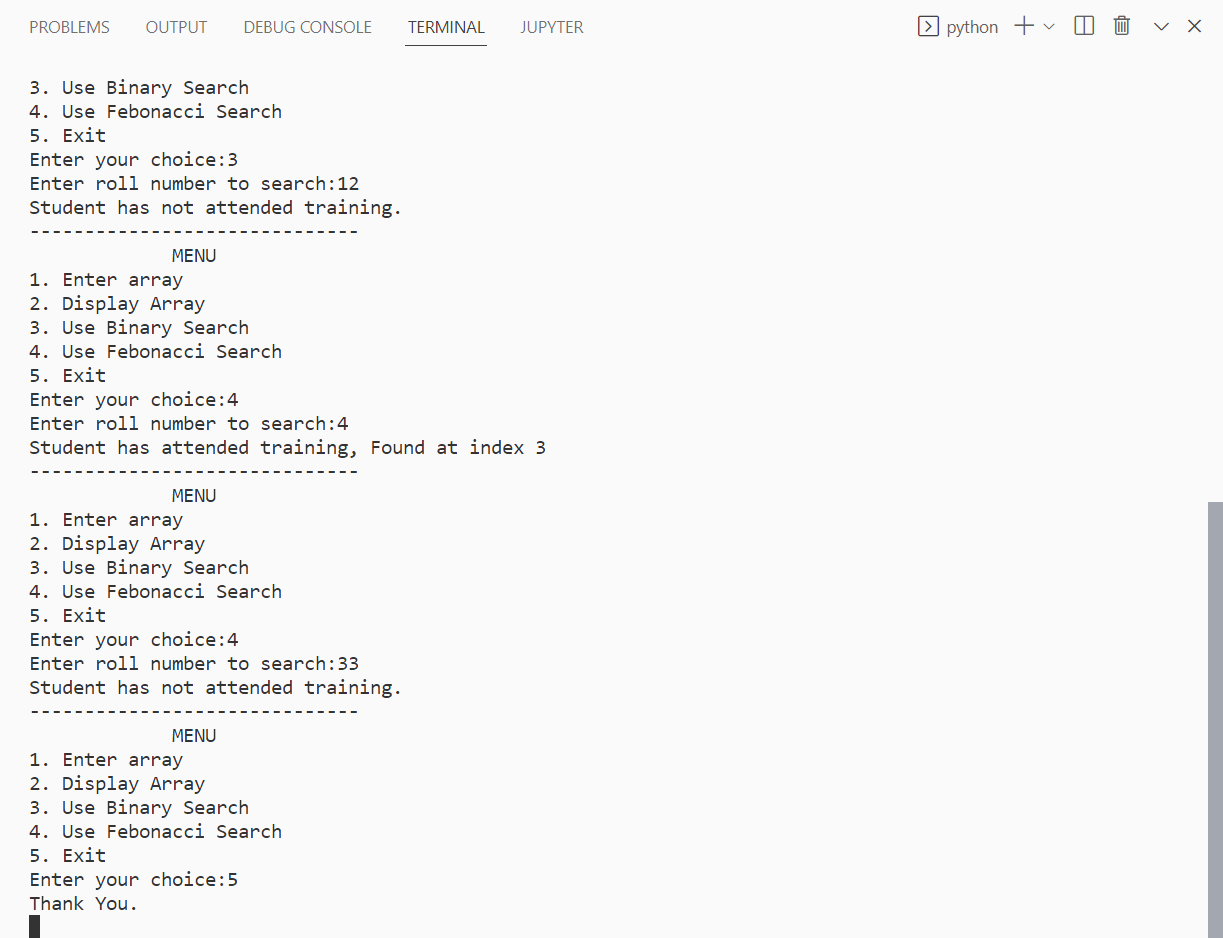 PROBLEMS OUTPUT DEBUG CONSOLE TERMINAL JUPYTER python
3. Use Binary Search
4. Use Febonacci Search
5. Exit
Enter your choice:3
Enter roll number to search:12
Student has not attended training.
------------------------------
MENU
1. Enter array
2. Display Array
3. Use Binary Search
4. Use Febonacci Search
5. Exit
Enter your choice:4
Enter roll number to search:4
Student has attended training, Found at index 3
------------------------------
MENU
1. Enter array
2. Display Array
3. Use Binary Search
4. Use Febonacci Search
5. Exit
Enter your choice:4
Enter roll number to search:33
Student has not attended training.
------------------------------
MENU
1. Enter array
2. Display Array
3. Use Binary Search
4. Use Febonacci Search
5. Exit
Enter your choice:5
Thank You.